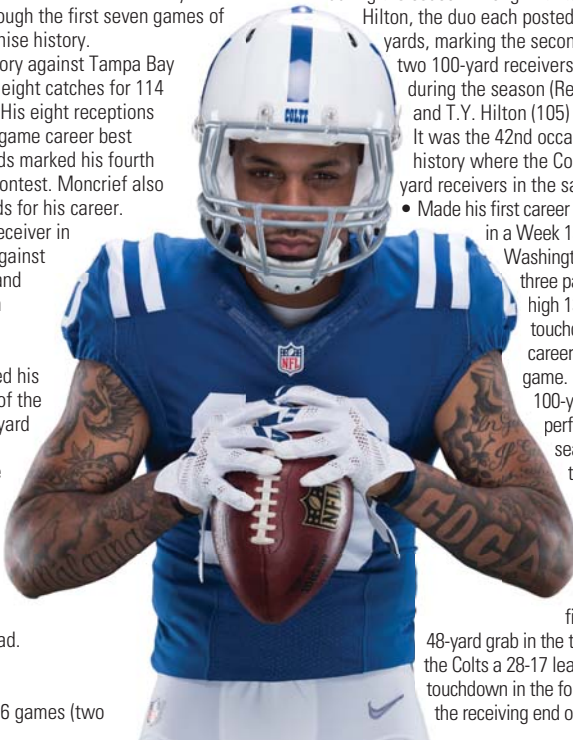 ough the first seven games of
nise history.
ory against Tampa Bay
eight catches for 114
His eight receptions
game career best
ds marked his fourth
ontest. Moncrief also
ds for his career.
eceiver in
gainst
and
ed his
of the
yard
ad.
6 games (two
Hilton, the duo each posted
yards, marking the second
two 100-yard receivers
during the season (Re
and T.Y. Hilton (105)
It was the 42nd occa
history where the Co
yard receivers in the sa
• Made his first career
in a Week 1
Washingt
three pa
high 1
touchd
career
game.
100-y
perf
sea
t
fi
48-yard grab in the t
the Colts a 28-17 lea
touchdown in the fo
the receiving end o
COLTS
NFL
NFL